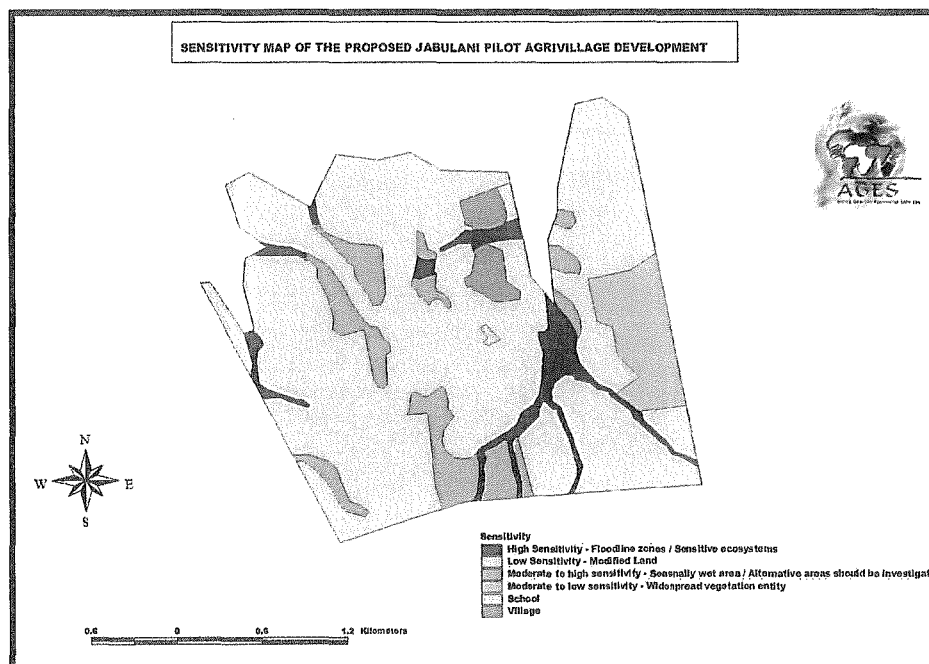 SENSITIVITY MAP OF THE PROPOSED JABULANI PILOT AGRIVILLAGE DEVELOPMENT
AGES
N
W E
S
Sensitivity
High Sensitivity - Floodline zones / Sensitive ecosystems
Low Sensitivity - Modified Land
Moderate to high sensitivity - Seasnally wet area / Alternative areas should be investigat
Moderate to low sensitivity - Widespread vegetation entity
School
Village
0.6 0 0.6 1.2 Kilometers